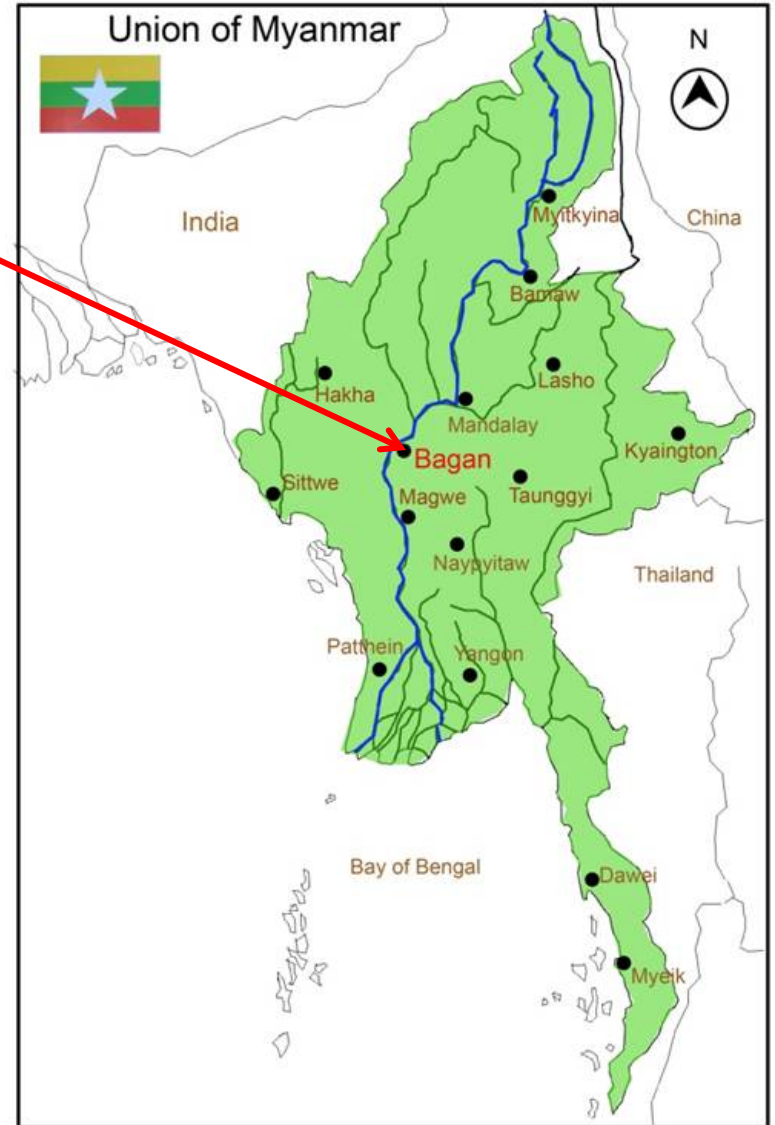 Union of Myanmar
N
India
Myitkyina
China
Bamaw
Hakha
Lasho
Mandalay
Kyaington
Bagan
Sittwe
Magwe
Taunggyi
Naypyitaw
Thailand
Patthein
Yangon
Bay of Bengal
Dawei
Myeik